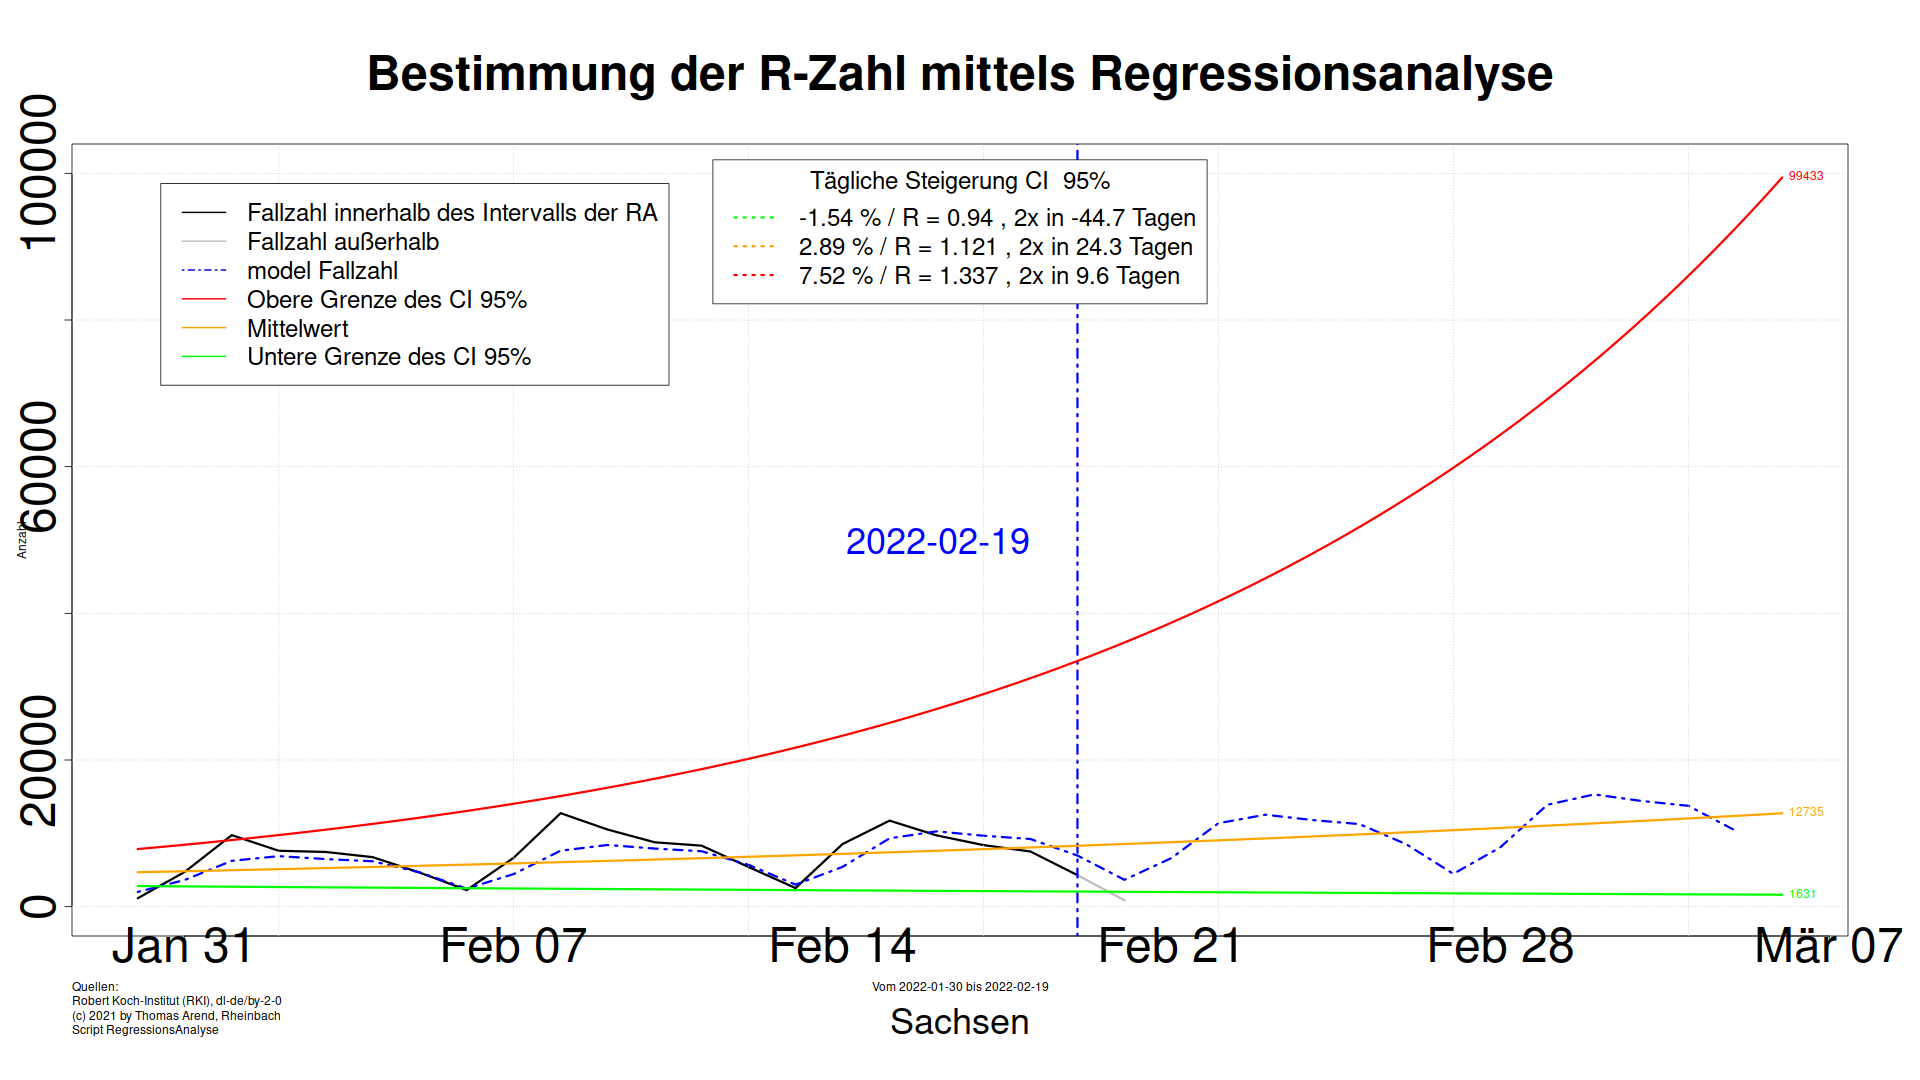 Bestimmung der R-Zahl mittels Regressionsanalyse
Anzahl
100000
60000
20000
0
Fallzahl innerhalb des Intervalls der RA
Fallzahl außerhalb
model Fallzahl
Obere Grenze des CI 95%
Mittelwert
Untere Grenze des CI 95%
Tägliche Steigerung CI 95%
-1.54 % / R = 0.94 , 2x in -44.7 Tagen
2.89 % / R = 1.121 , 2x in 24.3 Tagen
7.52 % / R = 1.337 , 2x in 9.6 Tagen
99433
2022-02-19
12735
1631
Jan 31 Feb 07 Feb 14 Feb 21 Feb 28 Mär 07
Quellen:
Robert Koch-Institut (RKI), dl-de/by-2-0
(c) 2021 by Thomas Arend, Rheinbach
Script RegressionsAnalyse
Vom 2022-01-30 bis 2022-02-19
Sachsen